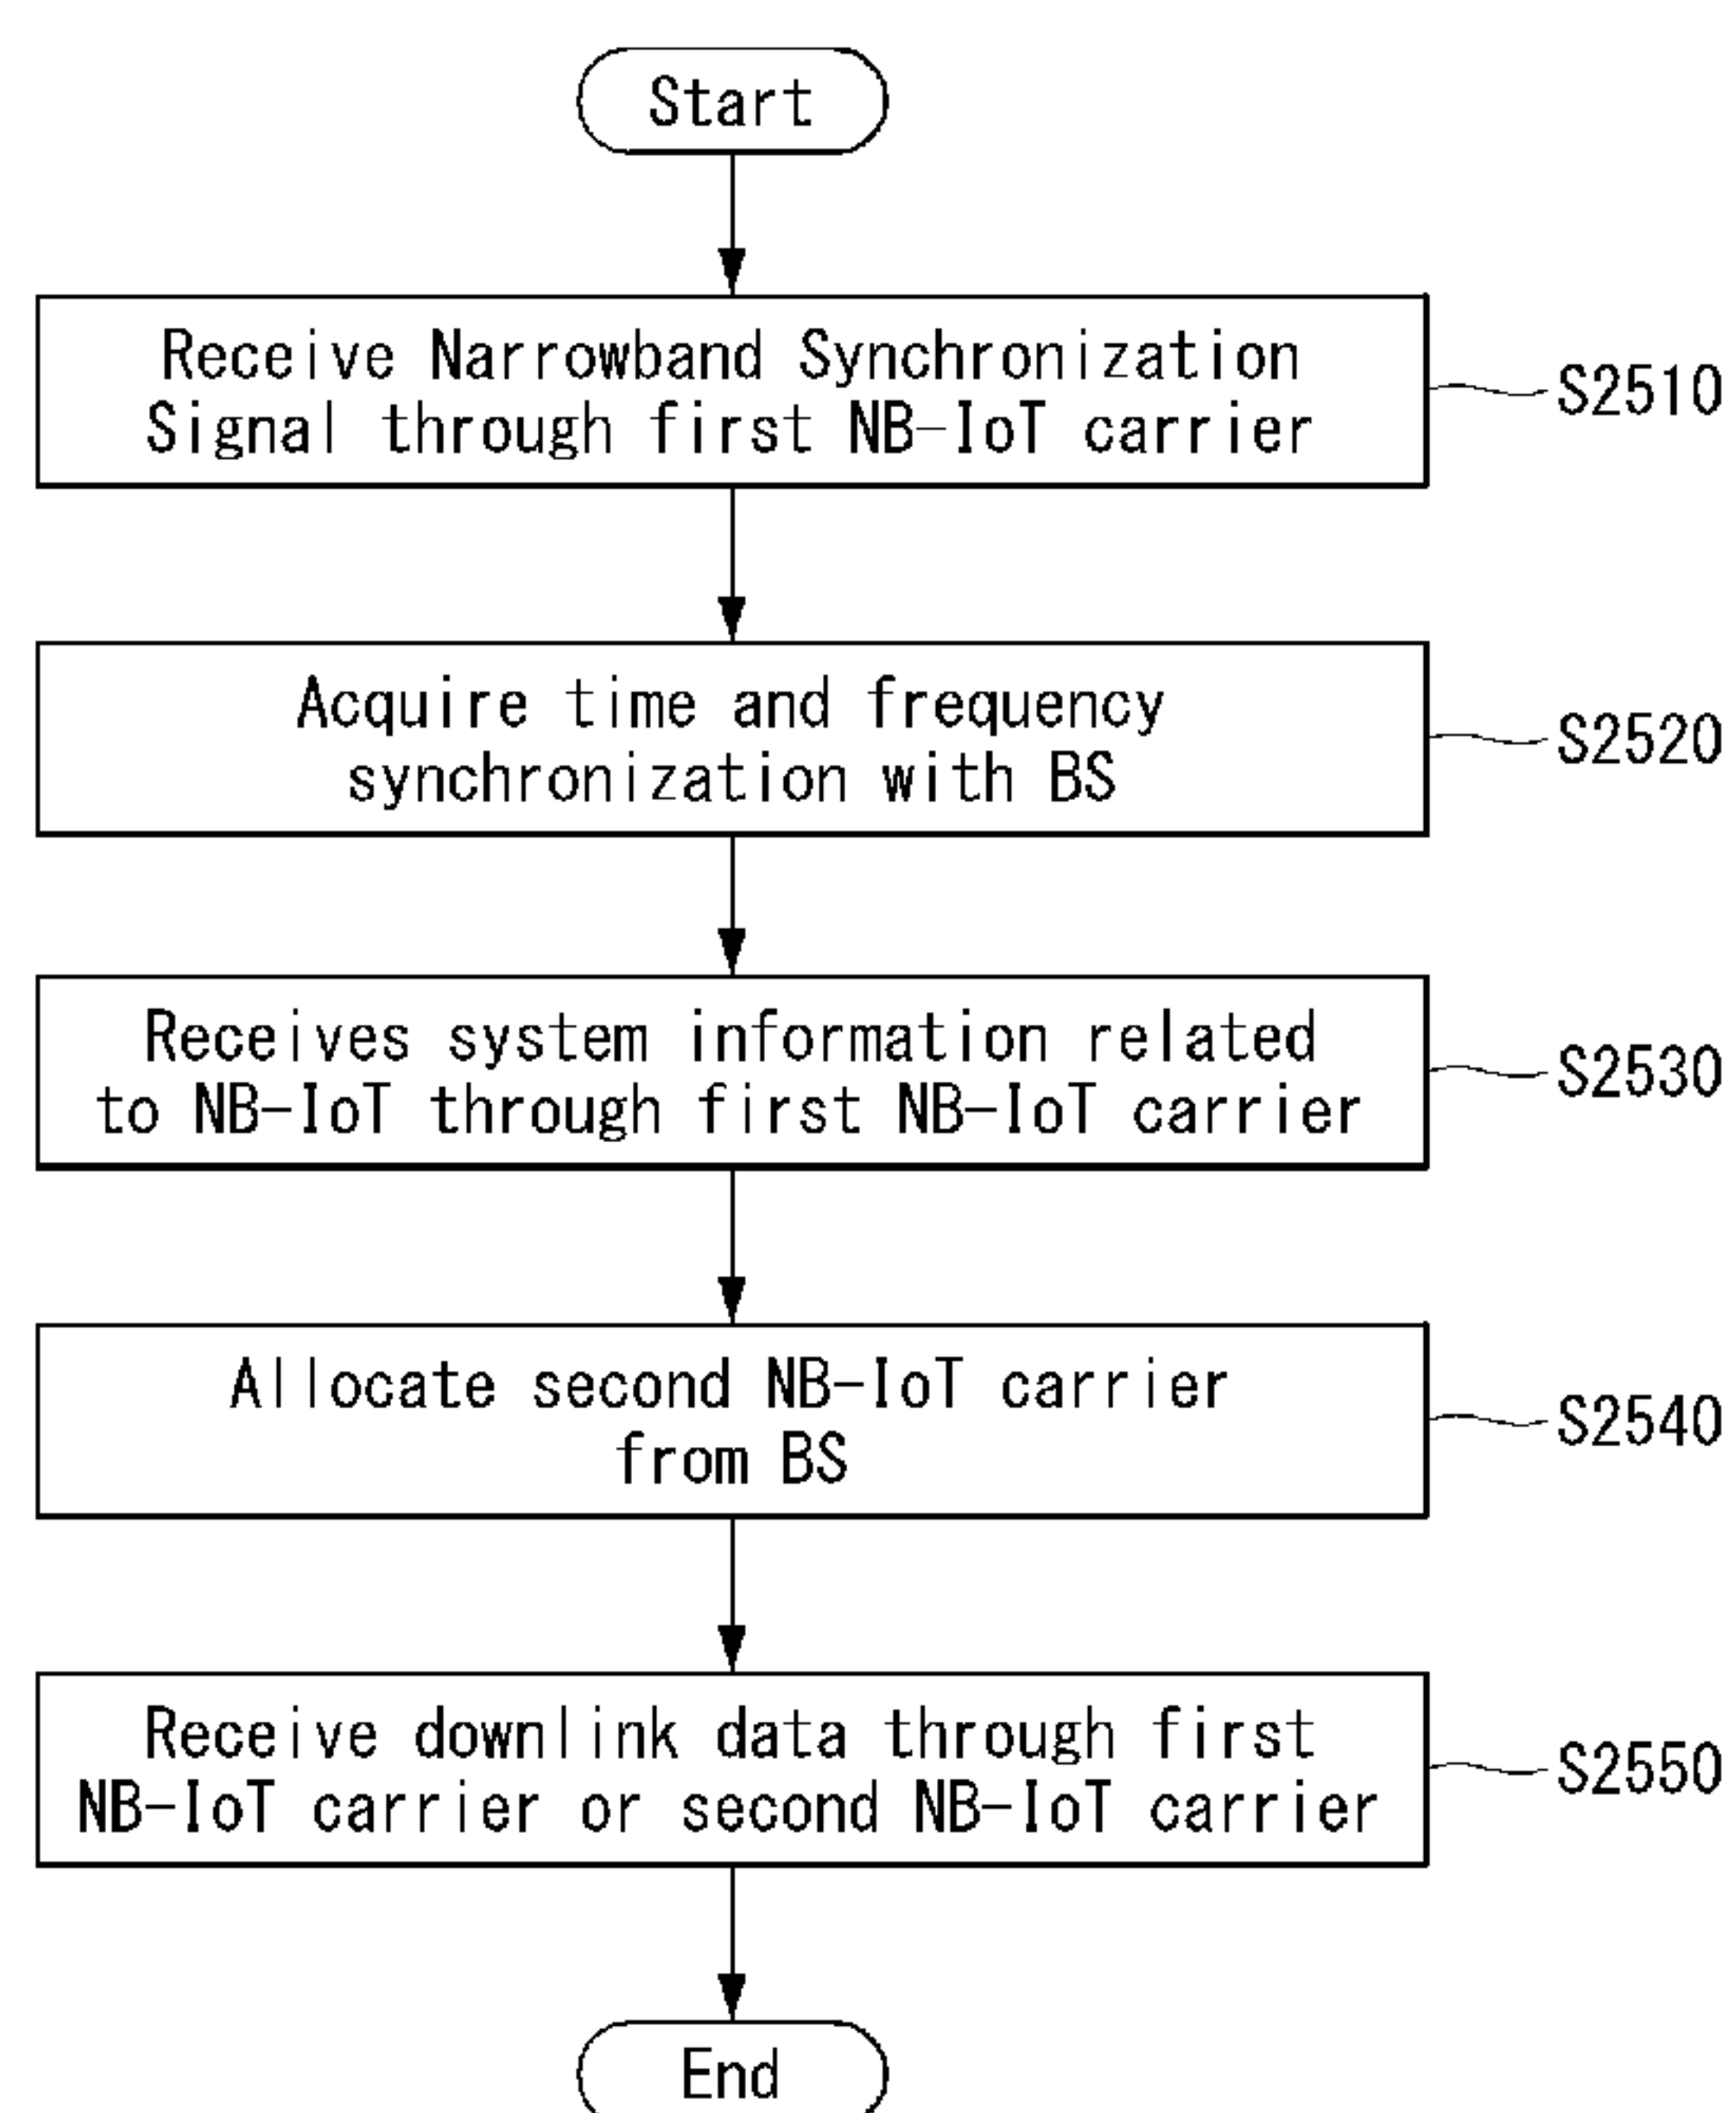 Start
Receive Narrowband Synchronization
Signal through first NB-IoT carrier
S2510
Acquire time and frequency
synchronization with BS
S2520
Receives system information related
to NB-IoT through first NB-IoT carrier
S2530
Allocate second NB-IoT carrier
from BS
S2540
Receive downlink data through first
NB-IoT carrier or second NB-IoT carrier
S2550
End